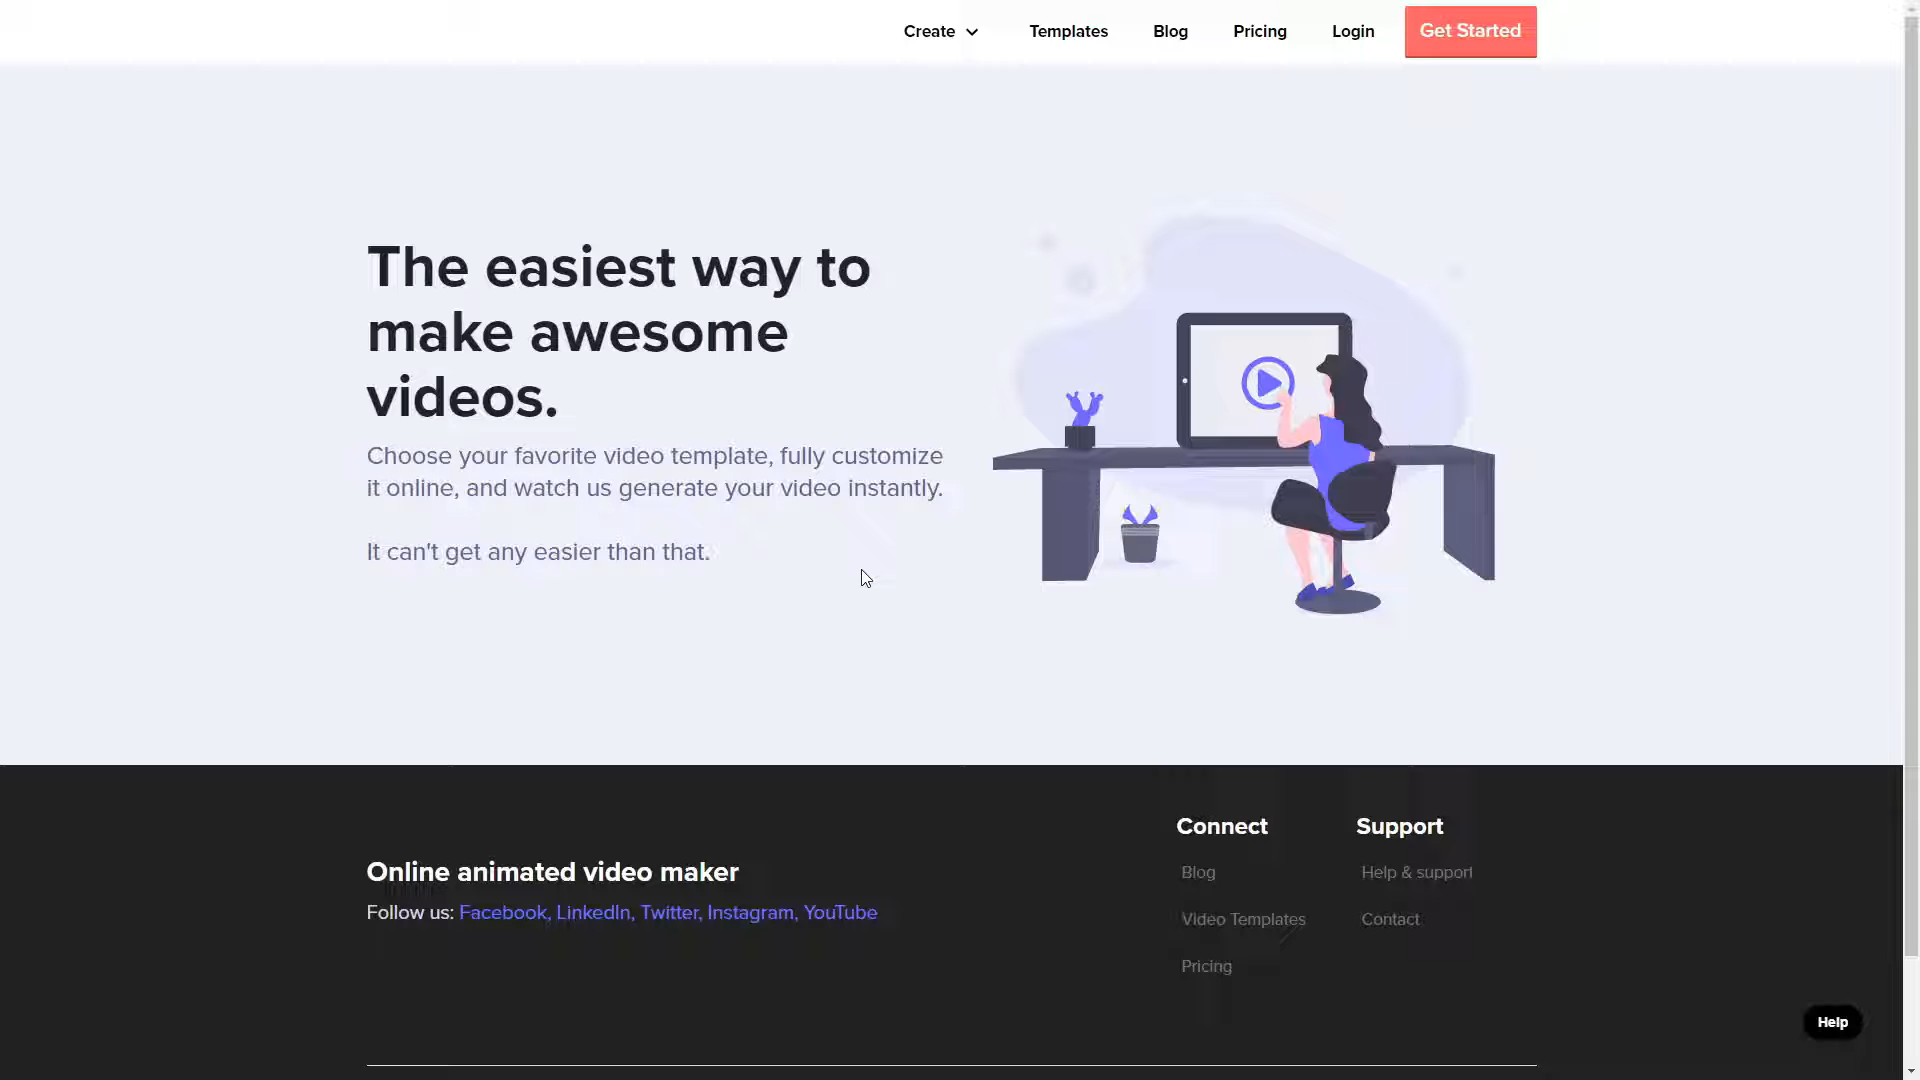 Create
Templates
Blog
Pricing
Login
Get Started
The easiest way to
make awesome
videos.
Choose your favorite video template, fully customize
it online, and watch us generate your video instantly.
It can't get any easier than that.
Online animated video maker
Follow us: Facebook, LinkedIn, Twitter, Instagram, YouTube
Connect
Blog
Video Templates
Pricing
Support
Help & support
Contact
Help